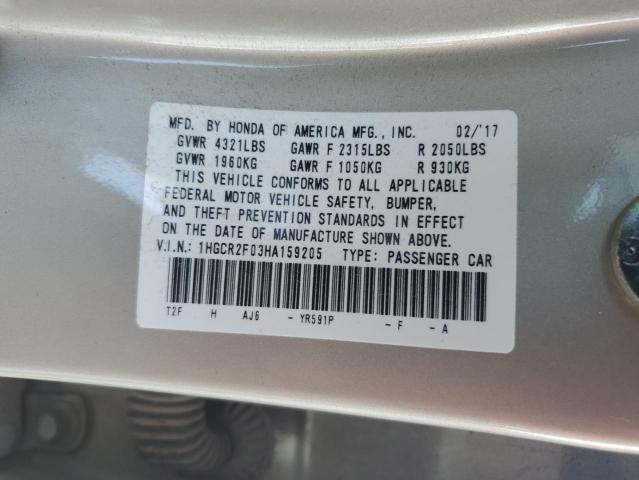 MFD. BY HONDA OF AMERICA MFG., INC. 02/'17
GVWR 4321LBS GAWR F 2315LBS R 2050LBS
GVWR 1960KG GAWR F 1050KG R 930KG
THIS VEHICLE CONFORMS TO ALL APPLICABLE
FEDERAL MOTOR VEHICLE SAFETY, BUMPER,
AND THEFT PREVENTION STANDARDS IN EFFECT
ON THE DATE OF MANUFACTURE SHOWN ABOVE.
V.I.N.: 1HGCR2F03HA159205 TYPE: PASSENGER CAR
T2F H AJ6 - YR591P - F - A